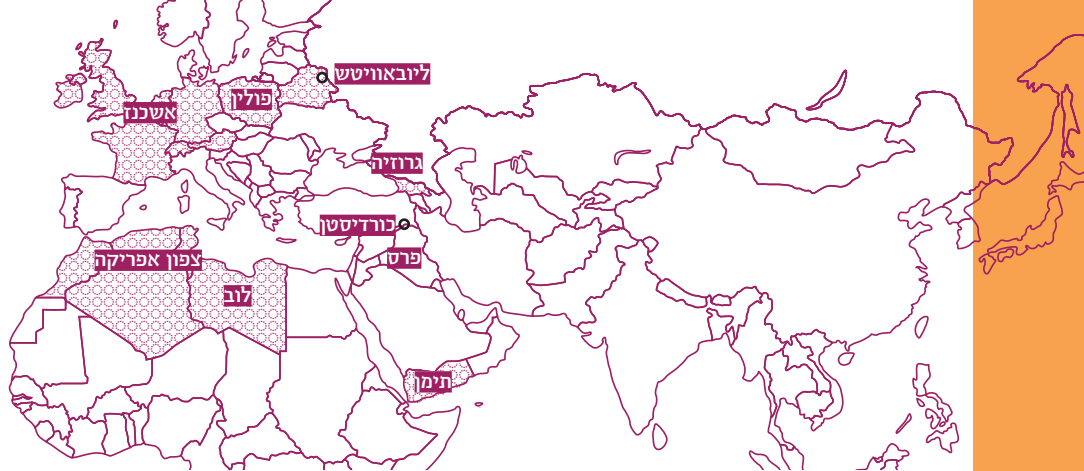 ליובאוויטש
פולין
אשכנז
גרוזיה
כורדיסטן
פרס
צפון אפריקה
לוב
תימן